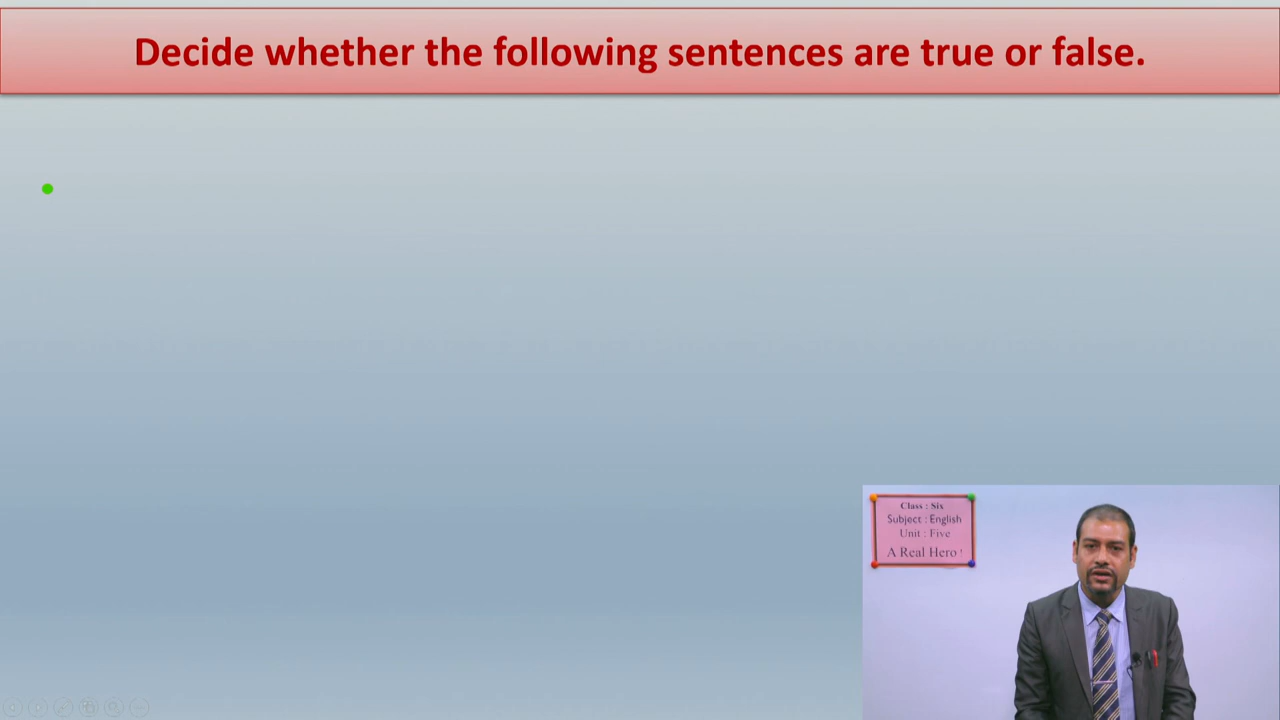 Decide whether the following sentences are true or false.
Class : Six
Subject : English
Unit : Five
A Real Hero !